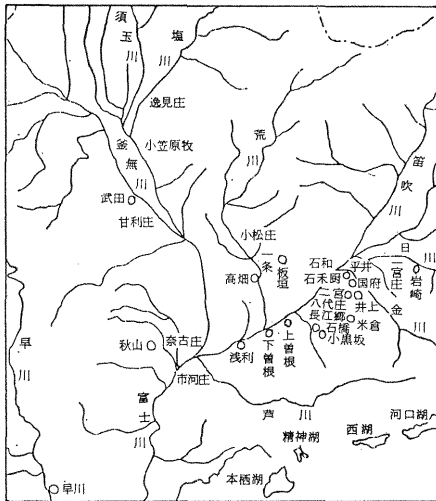 須玉川
塩川
逸見庄
小笠原牧
釜無川
荒川
笛吹川
武田
甘利庄
小松庄
一条
板垣
高畑
石和
石禾厨
平井
日川
国府
一宮庄
岩崎
一宮
井上
金川
八代庄
米倉
長江郷
石橋
小黒坂
上曽根
下曽根
浅利
奈古庄
秋山
市河庄
早川
富士川
芦川
精神湖
西湖
河口湖
本栖湖
早川